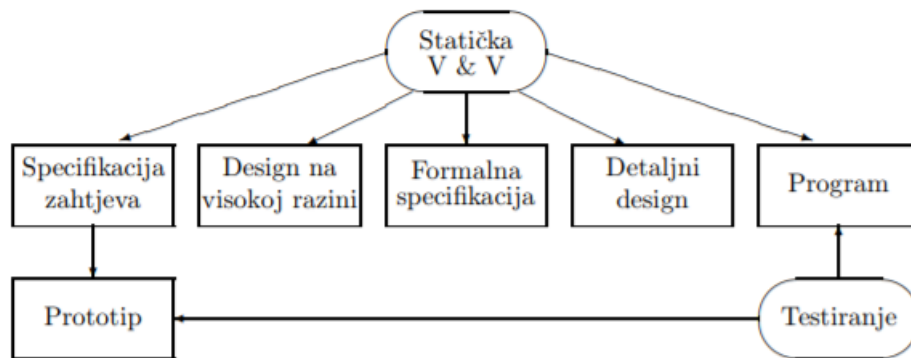 Statička
V & V
Specifikacija
zahtjeva
Design na
visokoj razini
Formalna
specifikacija
Detaljni
design
Program
Prototip
Testiranje